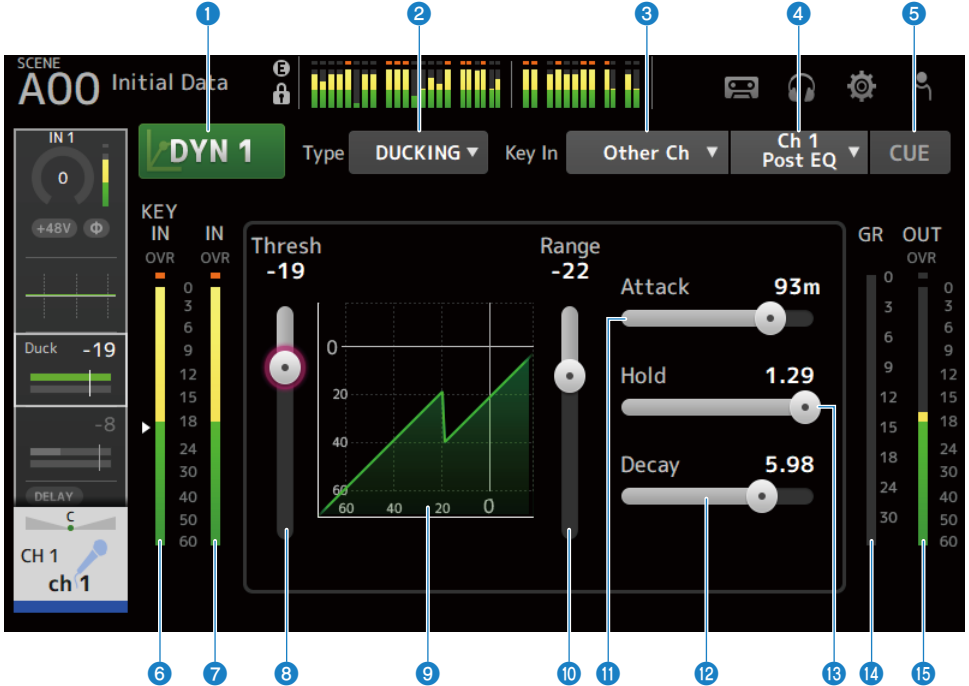 1 2 3 4 5
SCENE
A00 Initial Data E
IN 1
0
+48V Φ
Duck -19
-8
DELAY
C
CH 1
ch 1
DYN 1 Type DUCKING Key In Other Ch Ch 1 Post EQ CUE
KEY
IN IN
OVR OVR
0
3
6
9
12
15
18
24
30
40
50
60
Thresh
-19
0
20
40
60
60 40 20 0
Range
-22
Attack 93m
Hold 1.29
Decay 5.98
GR OUT
OVR
0
3
6
9
12
15
18
24
30
0
3
6
9
12
15
18
24
30
40
50
60
6 7 8 9 10 11 12 13 14 15